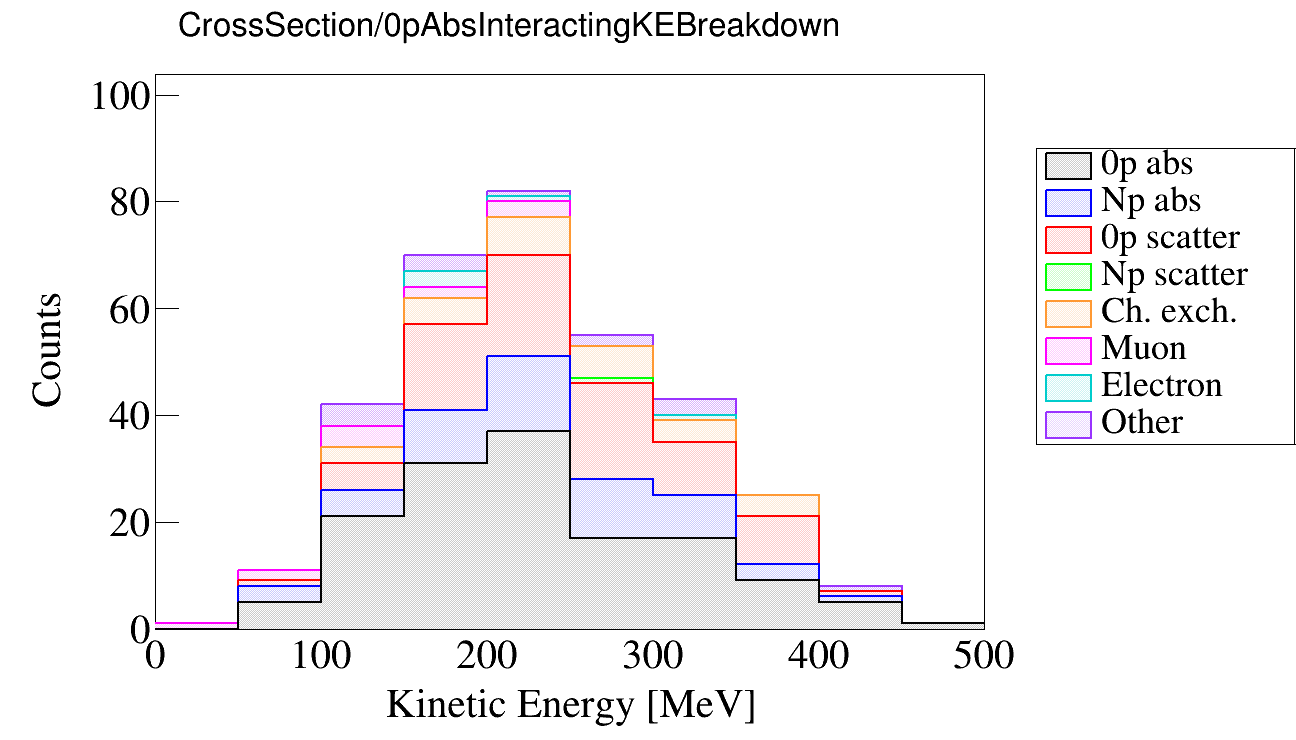 CrossSection/0pAbsInteractingKEBreakdown
100
80
60
40
20
0
Counts
0 100 200 300 400 500
Kinetic Energy [MeV]
0p abs
Np abs
0p scatter
Np scatter
Ch. exch.
Muon
Electron
Other